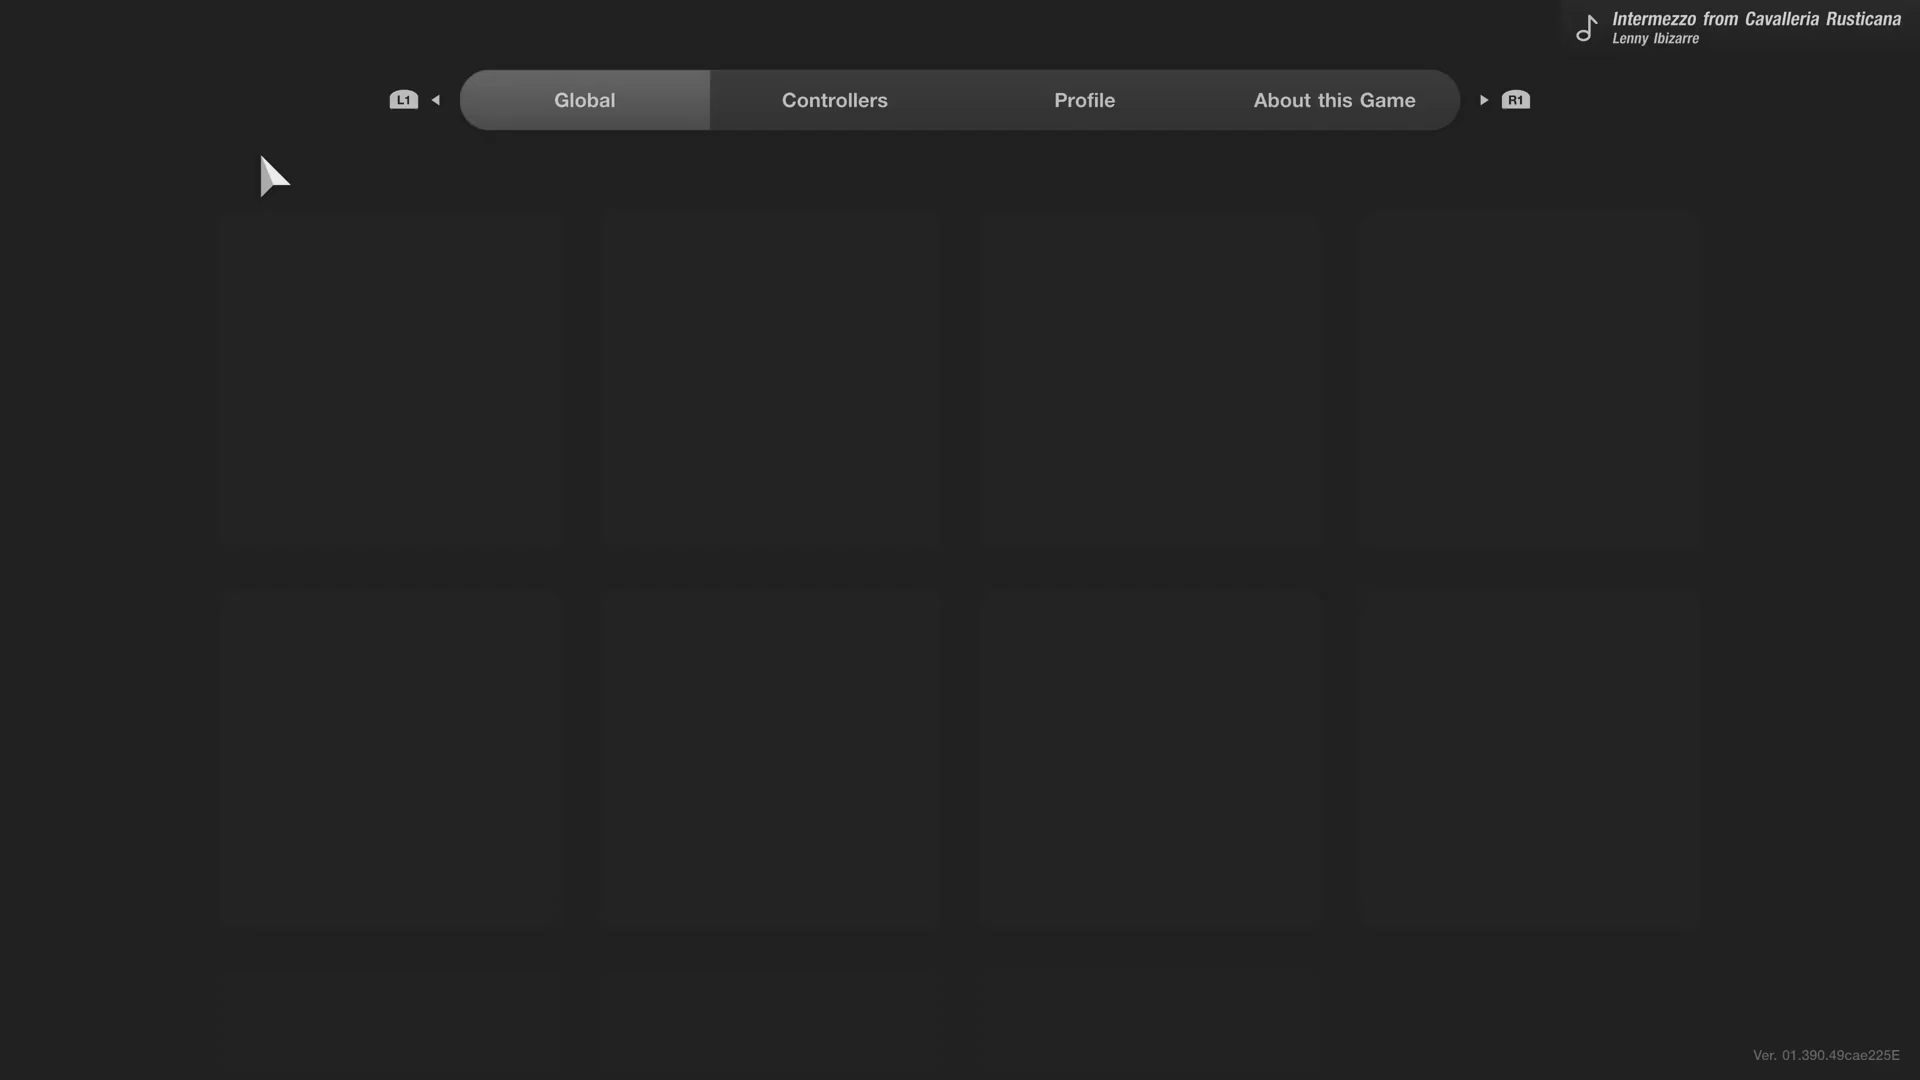 Intermezzo from Cavalleria Rusticana
Lenny Ibizarre
L1 Global Controllers Profile About this Game R1
Ver. 01.390.49cae225E